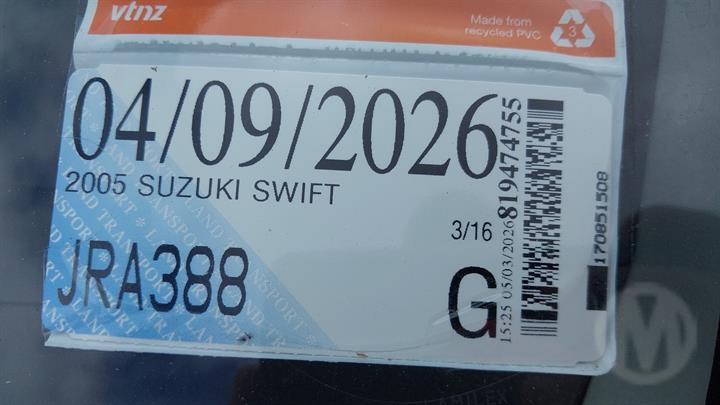 vtnz
Made from
recycled PVC
3
04/09/2026
2005 SUZUKI SWIFT
3/16
JRA388
G
15:25 05/03/2026
819474755
170851508
M